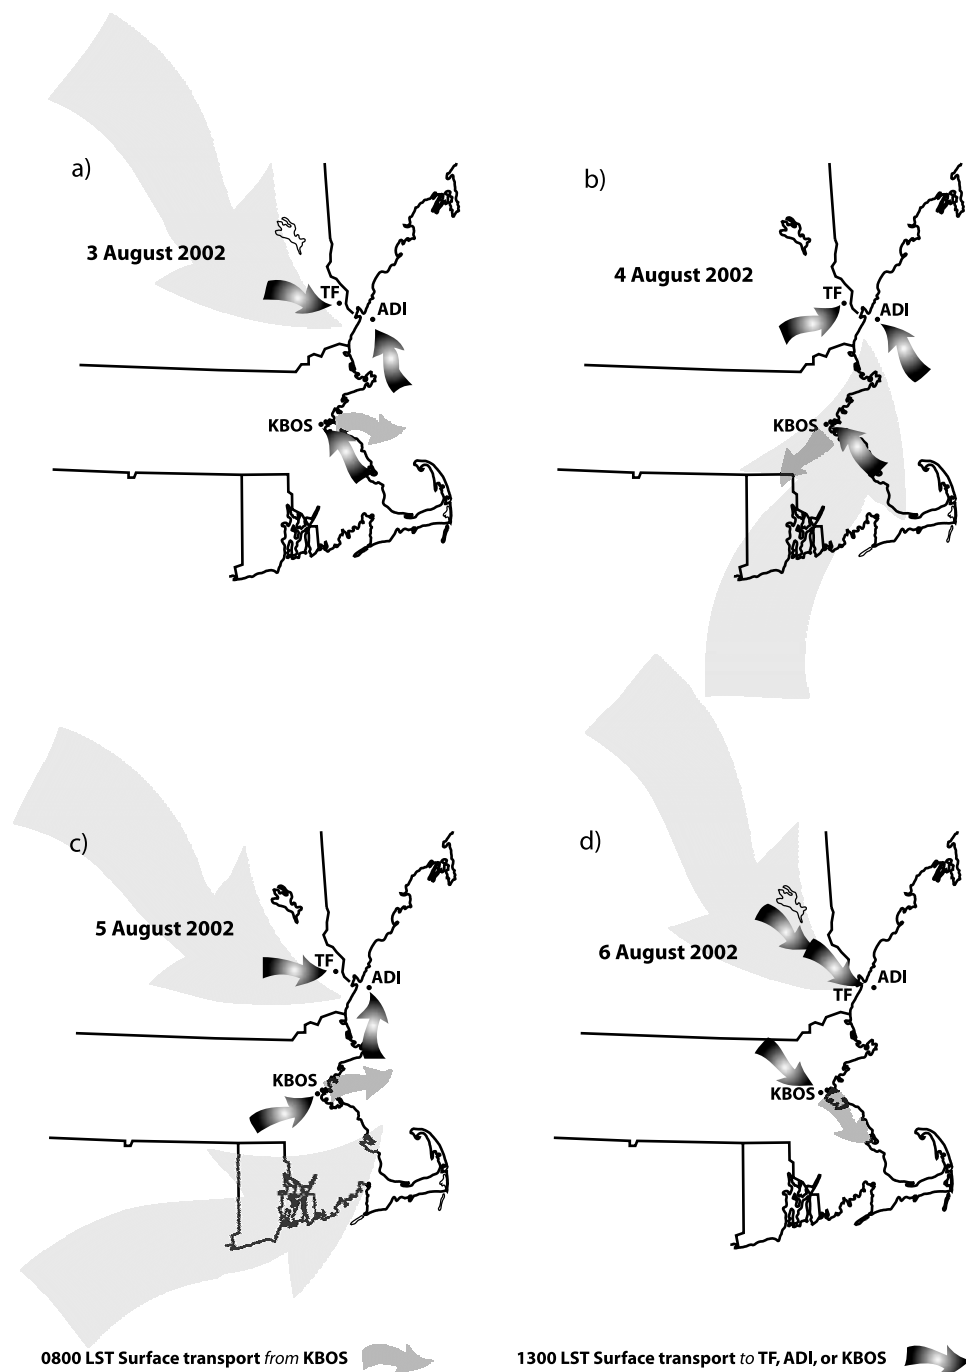 a)
3 August 2002
TF
ADI
KBOS
b)
4 August 2002
TF
ADI
KBOS
c)
5 August 2002
TF
ADI
KBOS
d)
6 August 2002
TF
ADI
KBOS
0800 LST Surface transport from KBOS
1300 LST Surface transport to TF, ADI, or KBOS